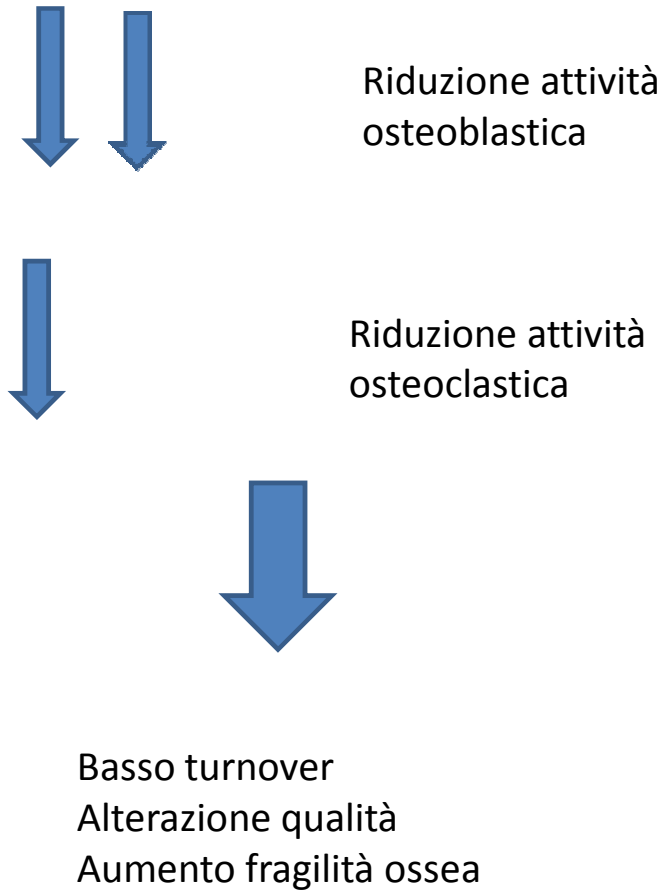 Riduzione attività
osteoblastica
Riduzione attività
osteoclastica
Basso turnover
Alterazione qualità
Aumento fragilità ossea